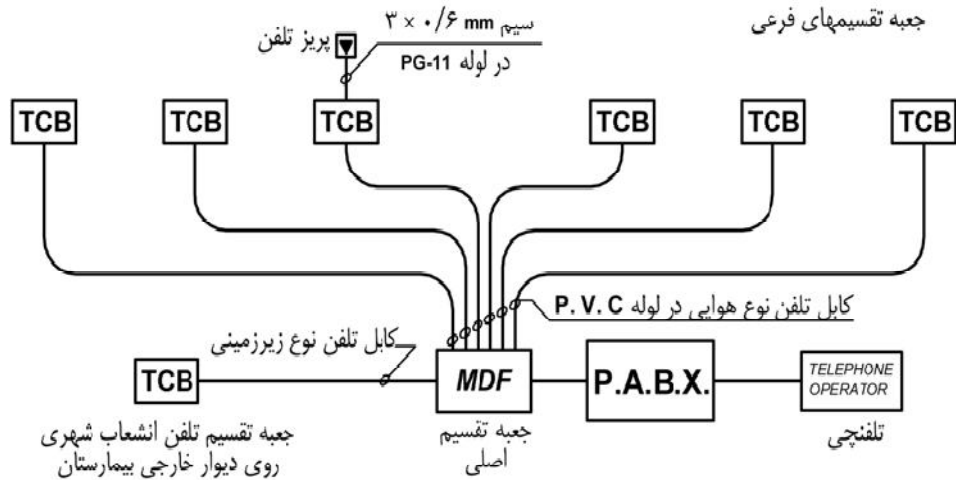 جعبه تقسیمهای فرعی
سیم ۳ × ۰/۶ mm
در لوله PG-11
پریز تلفن
TCB
TCB
TCB
TCB
TCB
TCB
کابل تلفن نوع هوایی در لوله P. V. C
کابل تلفن نوع زیرزمینی
TCB
MDF
P.A.B.X.
TELEPHONE
OPERATOR
جعبه تقسیم تلفن انشعاب شهری
روی دیوار خارجی بیمارستان
جعبه تقسیم
اصلی
تلفنچی